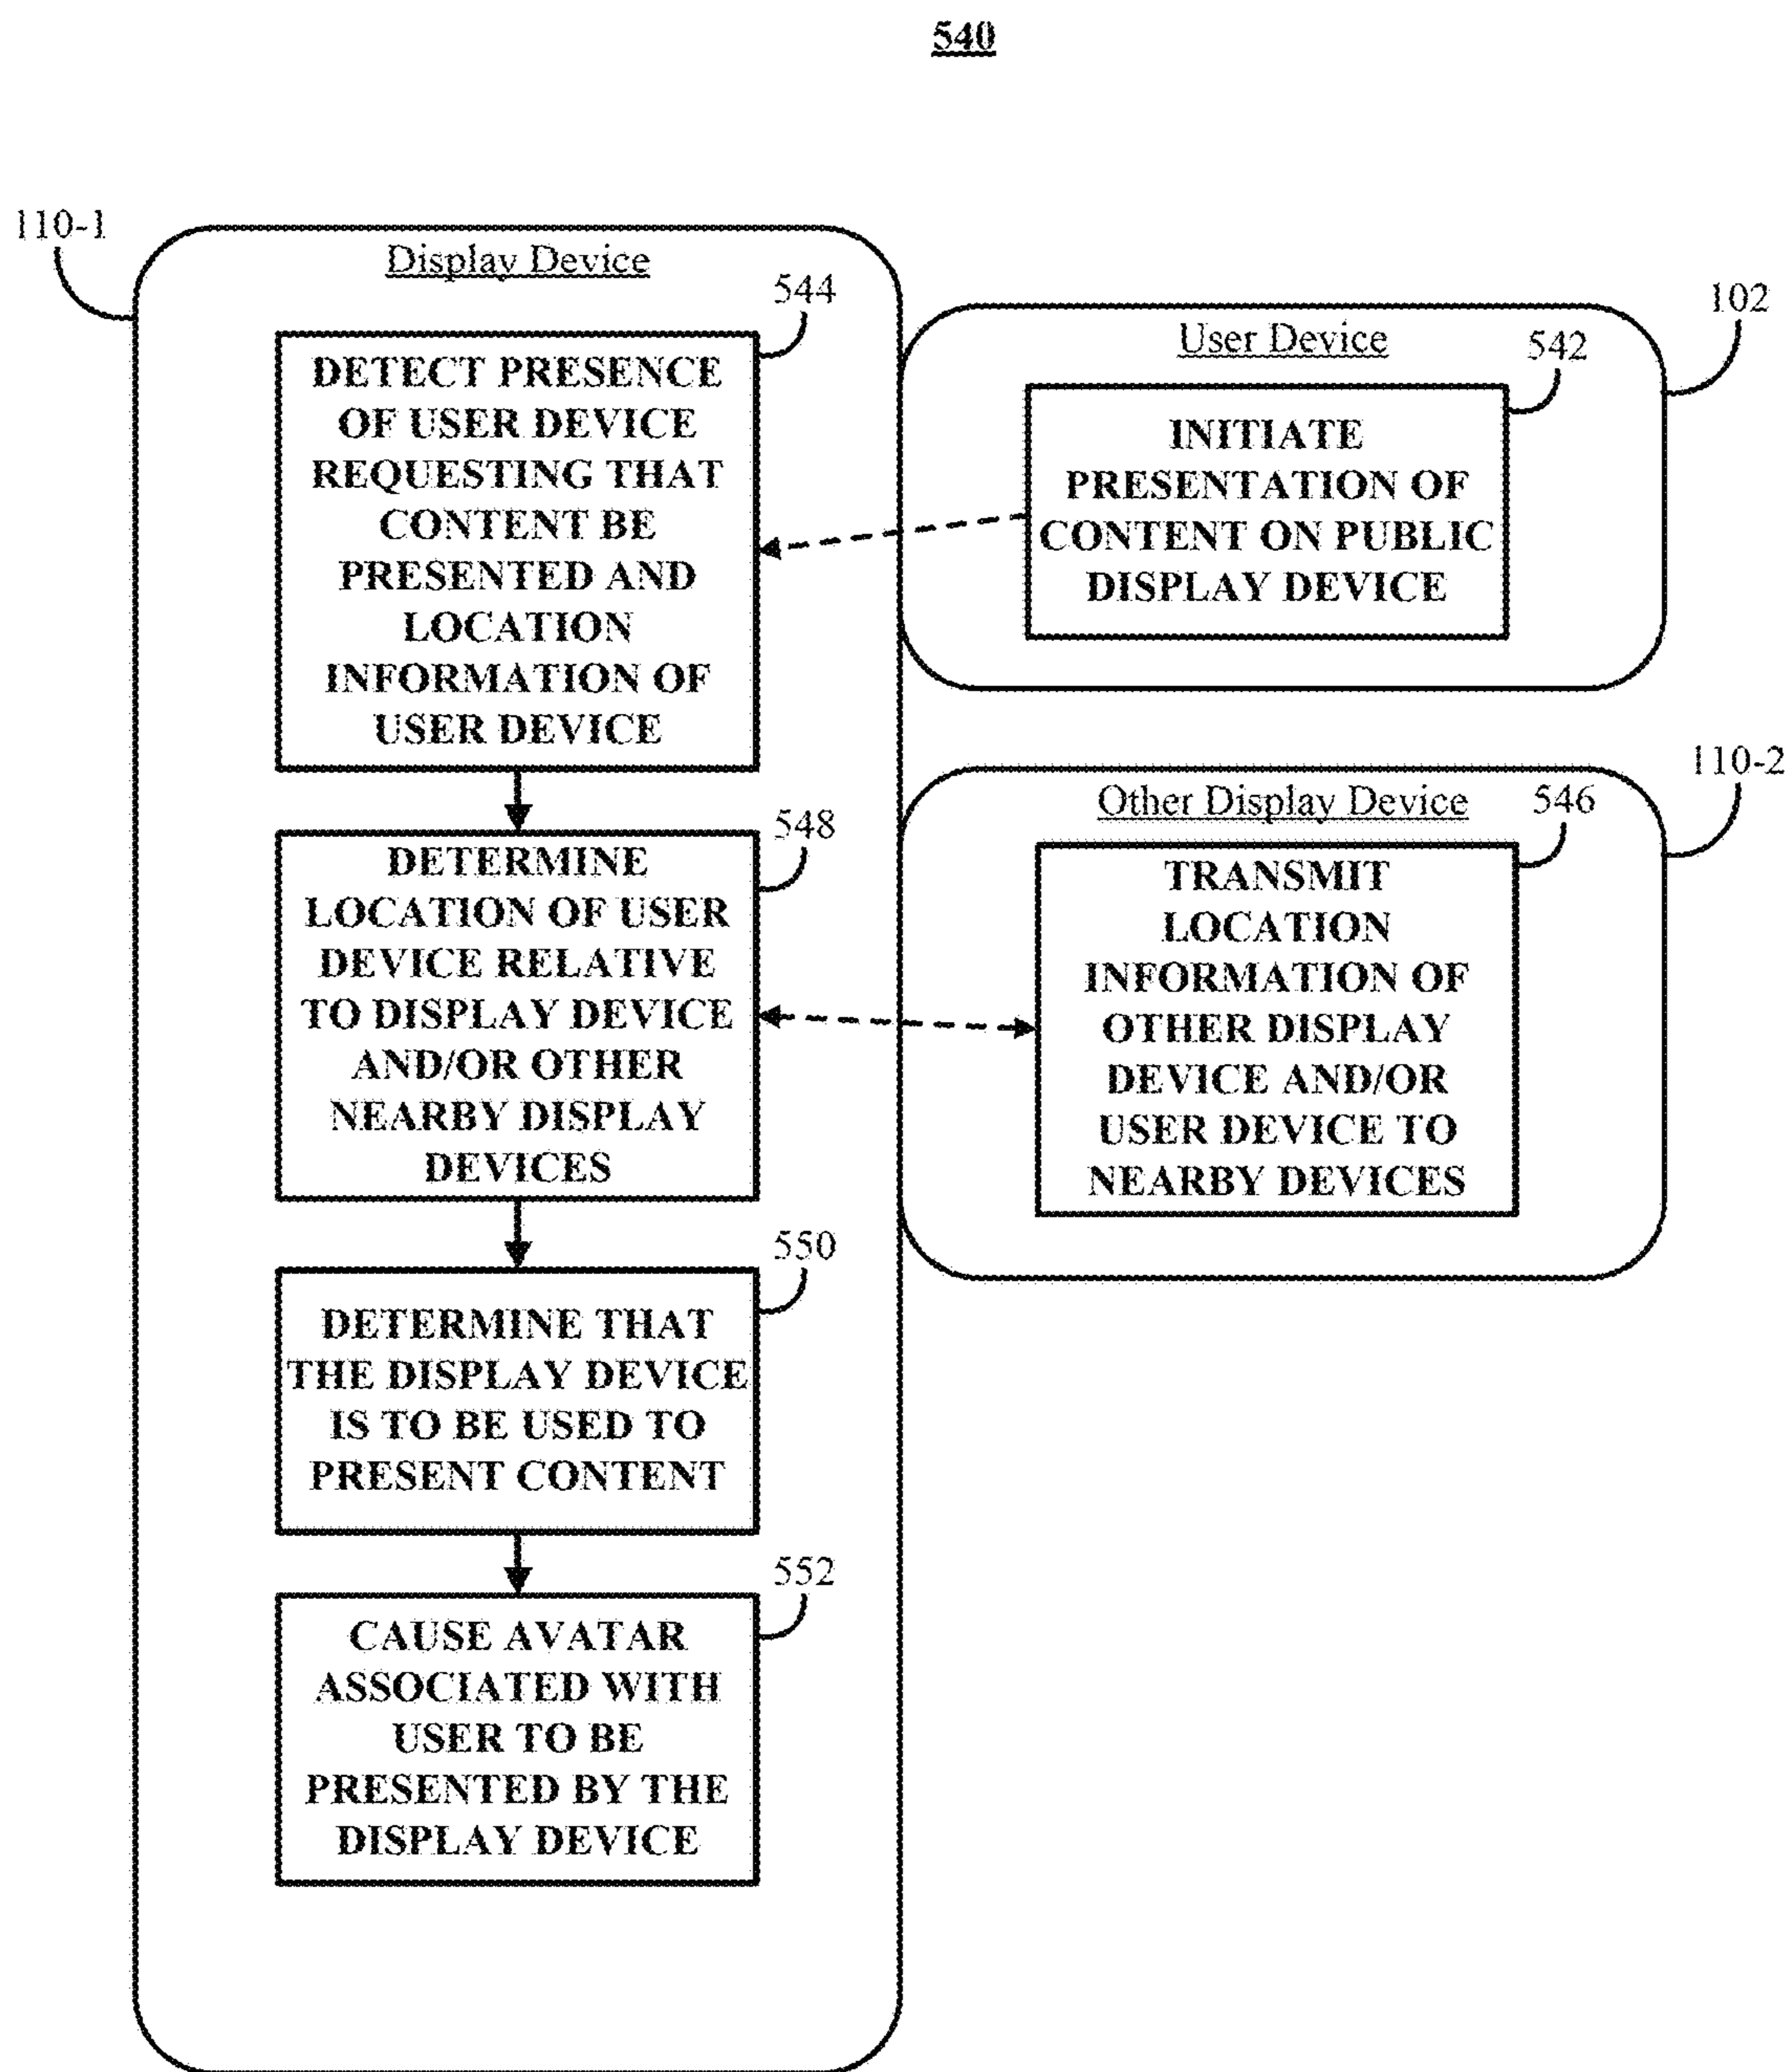 540
110-1
Display Device
544
DETECT PRESENCE
OF USER DEVICE
REQUESTING THAT
CONTENT BE
PRESENTED AND
LOCATION
INFORMATION OF
USER DEVICE
102
User Device
542
INITIATE
PRESENTATION OF
CONTENT ON PUBLIC
DISPLAY DEVICE
548
DETERMINE
LOCATION OF USER
DEVICE RELATIVE
TO DISPLAY DEVICE
AND/OR OTHER
NEARBY DISPLAY
DEVICES
110-2
Other Display Device
546
TRANSMIT
LOCATION
INFORMATION OF
OTHER DISPLAY
DEVICE AND/OR
USER DEVICE TO
NEARBY DEVICES
550
DETERMINE THAT
THE DISPLAY DEVICE
IS TO BE USED TO
PRESENT CONTENT
552
CAUSE AVATAR
ASSOCIATED WITH
USER TO BE
PRESENTED BY THE
DISPLAY DEVICE